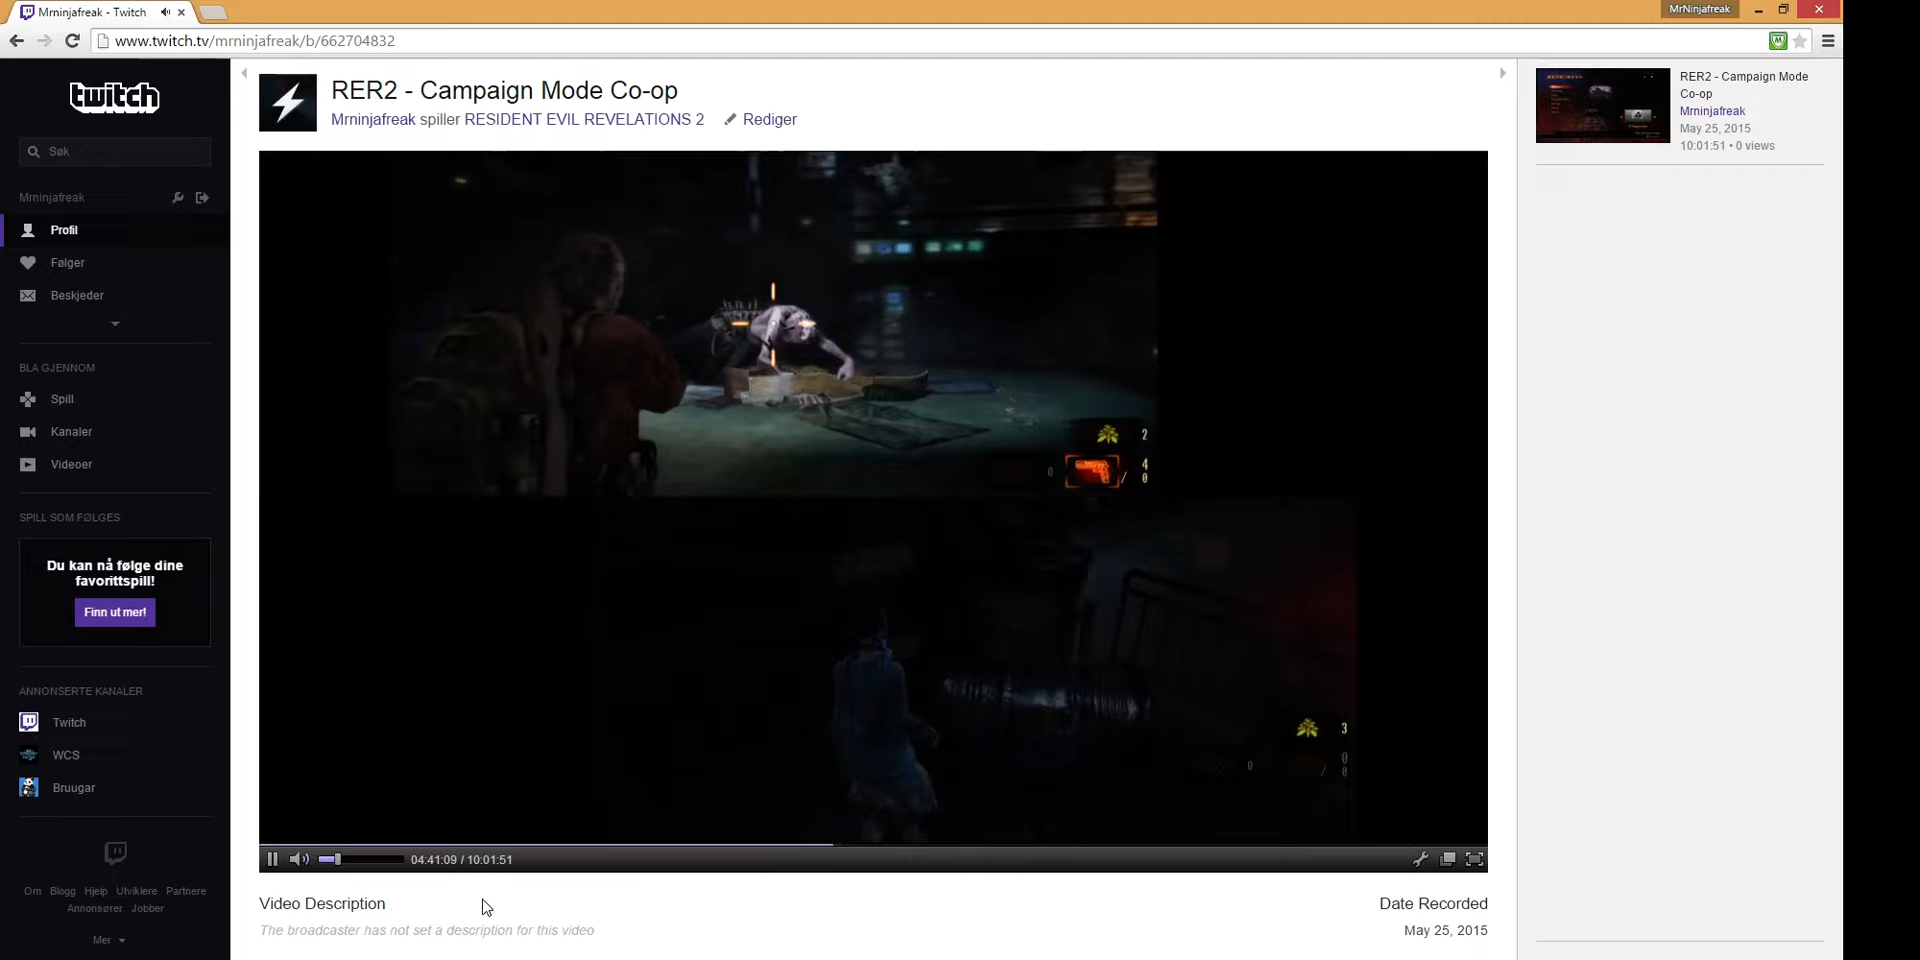 Mrninjafreak - Twitch
MrNinjafreak
www.twitch.tv/mrninjafreak/b/662704832
twitch
Søk
Mrninjafreak
Profil
Følger
Beskjeder
BLA GJENNOM
Spill
Kanaler
Videoer
SPILL SOM FØLGES
Du kan nå følge dine
favorittspill!
Finn ut mer!
ANNONSERTE KANALER
Twitch
WCS
Bruugar
Om Blogg Hjelp Utviklere Partnere
Annonsører Jobber
Mer
RER2 - Campaign Mode Co-op
Mrninjafreak spiller RESIDENT EVIL REVELATIONS 2 Rediger
2
0 4
/ 0
3
0 0
/ 0
04:41:09 / 10:01:51
Video Description
The broadcaster has not set a description for this video
Date Recorded
May 25, 2015
RER2 - Campaign Mode
Co-op
Mrninjafreak
May 25, 2015
10:01:51 • 0 views